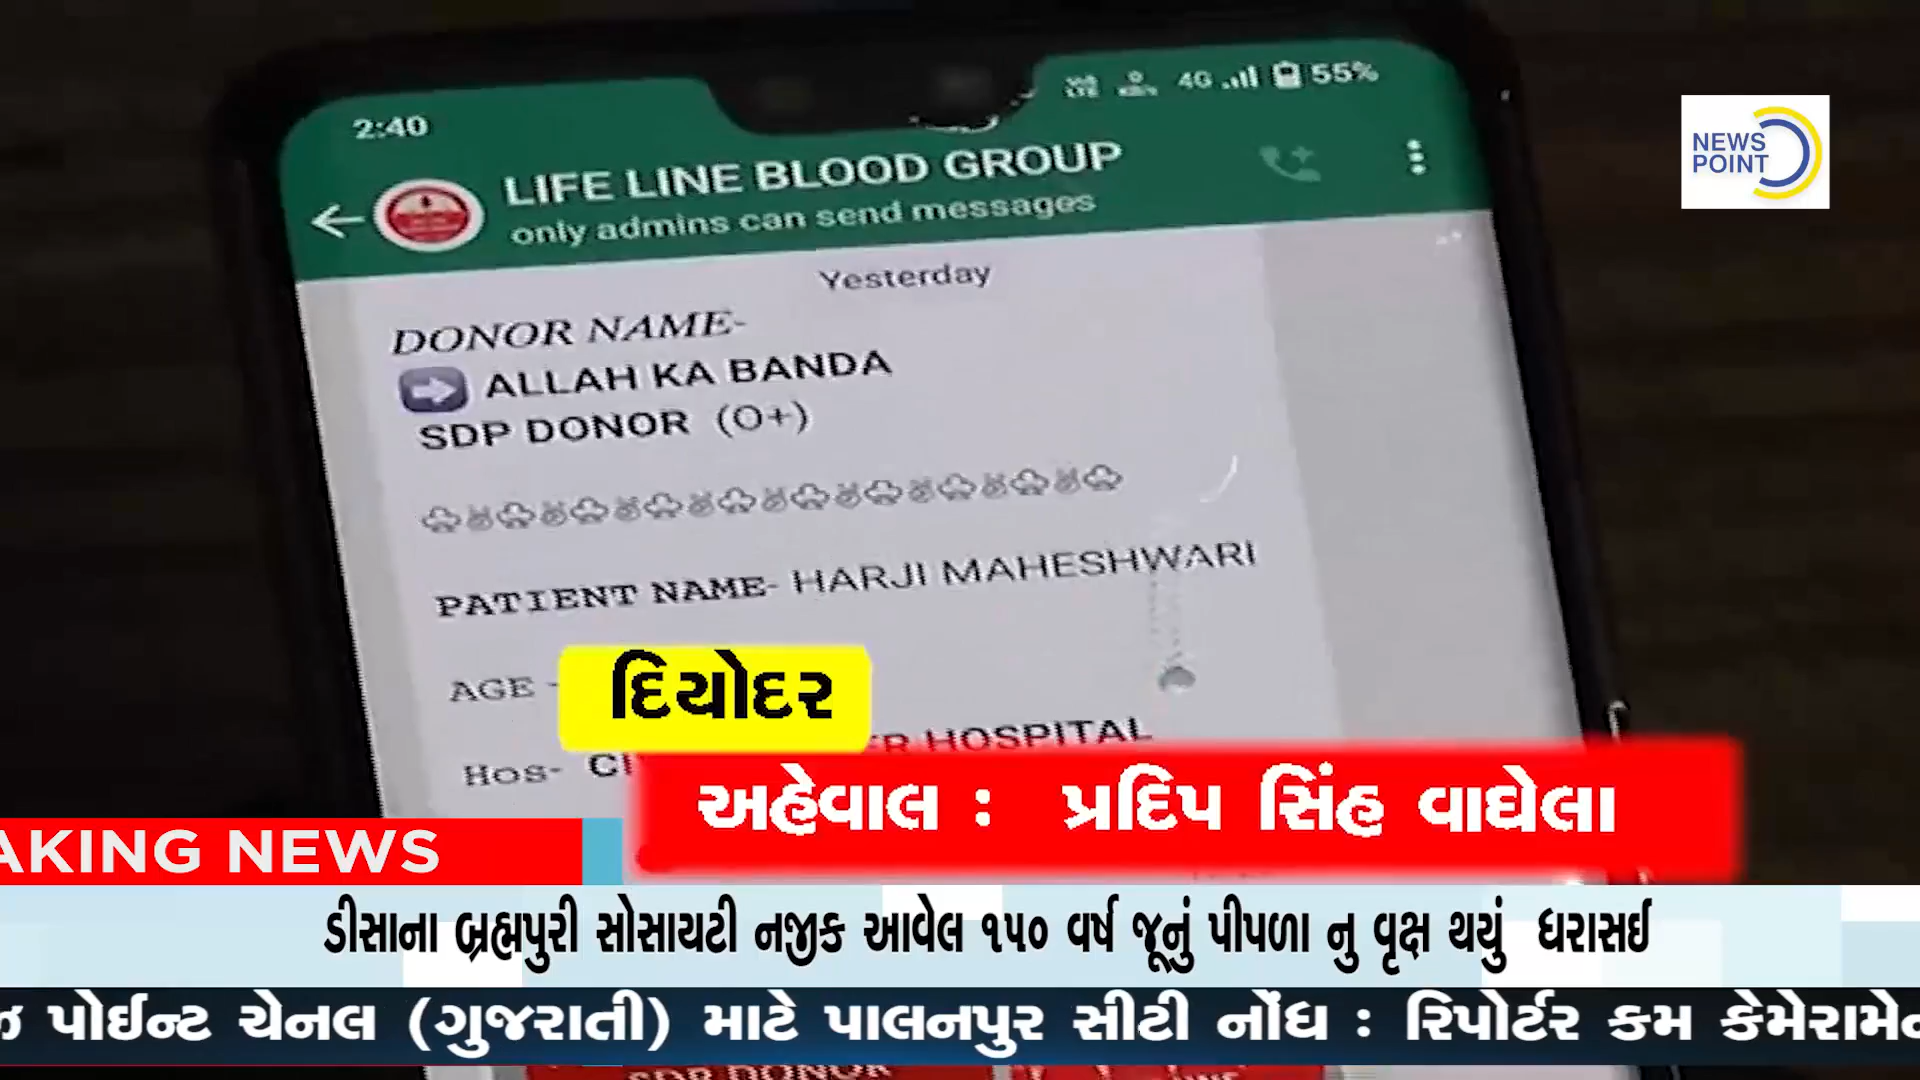 2:40
4G 55%
LIFE LINE BLOOD GROUP
only admins can send messages
NEWS
POINT
Yesterday
DONOR NAME-
ALLAH KA BANDA
SDP DONOR (O+)
PATIENT NAME- HARJI MAHESHWARI
AGE -
દિયોદર
Hos- HOSPITAL
અહેવાલ : પ્રદિપ સિંહ વાઘેલા
AKING NEWS
ડીસાના બ્રહ્મપુરી સોસાયટી નજીક આવેલ ૧૫૦ વર્ષ જૂનું પીપળા નુ વૃક્ષ થયું ધરાસઈ
પોઈન્ટ ચેનલ (ગુજરાતી) માટે પાલનપુર સીટી નોંધ : રિપોર્ટર કમ કેમેરામેન
SDP DONOR